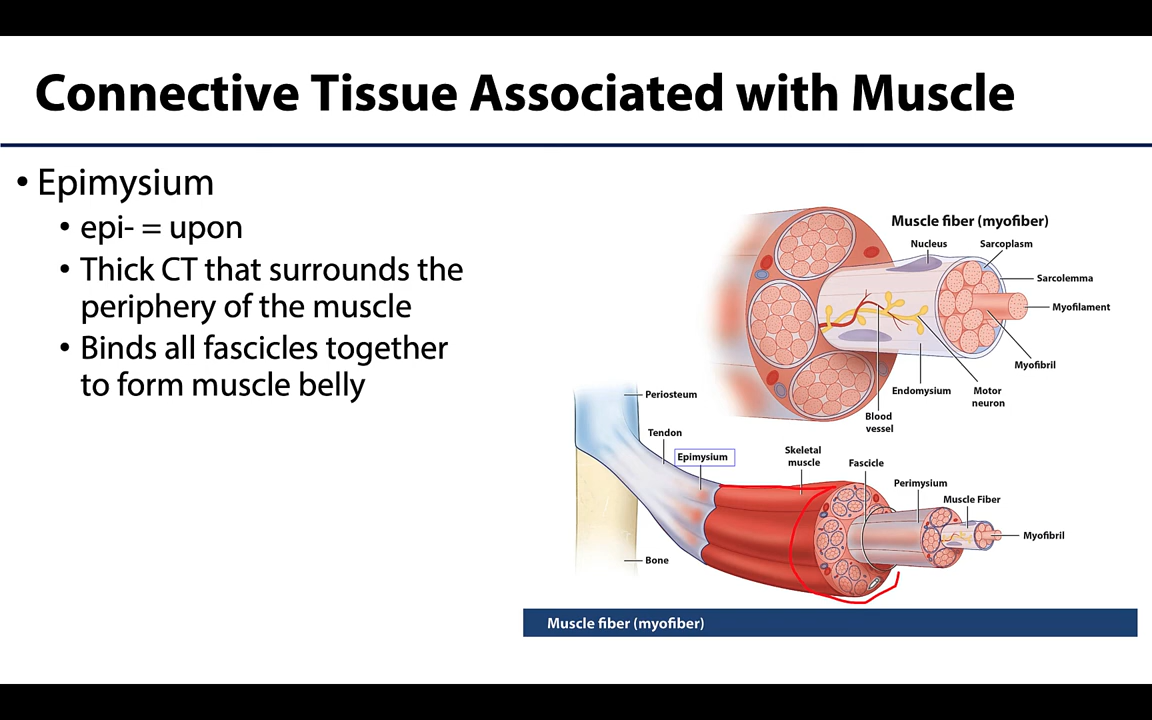 Connective Tissue Associated with Muscle
• Epimysium
• epi- = upon
• Thick CT that surrounds the
periphery of the muscle
• Binds all fascicles together
to form muscle belly
Muscle fiber (myofiber)
Nucleus
Sarcoplasm
Sarcolemma
Myofilament
Myofibril
Endomysium
Motor
neuron
Blood
vessel
Periosteum
Tendon
Epimysium
Skeletal
muscle
Fascicle
Perimysium
Muscle Fiber
Myofibril
Bone
Muscle fiber (myofiber)